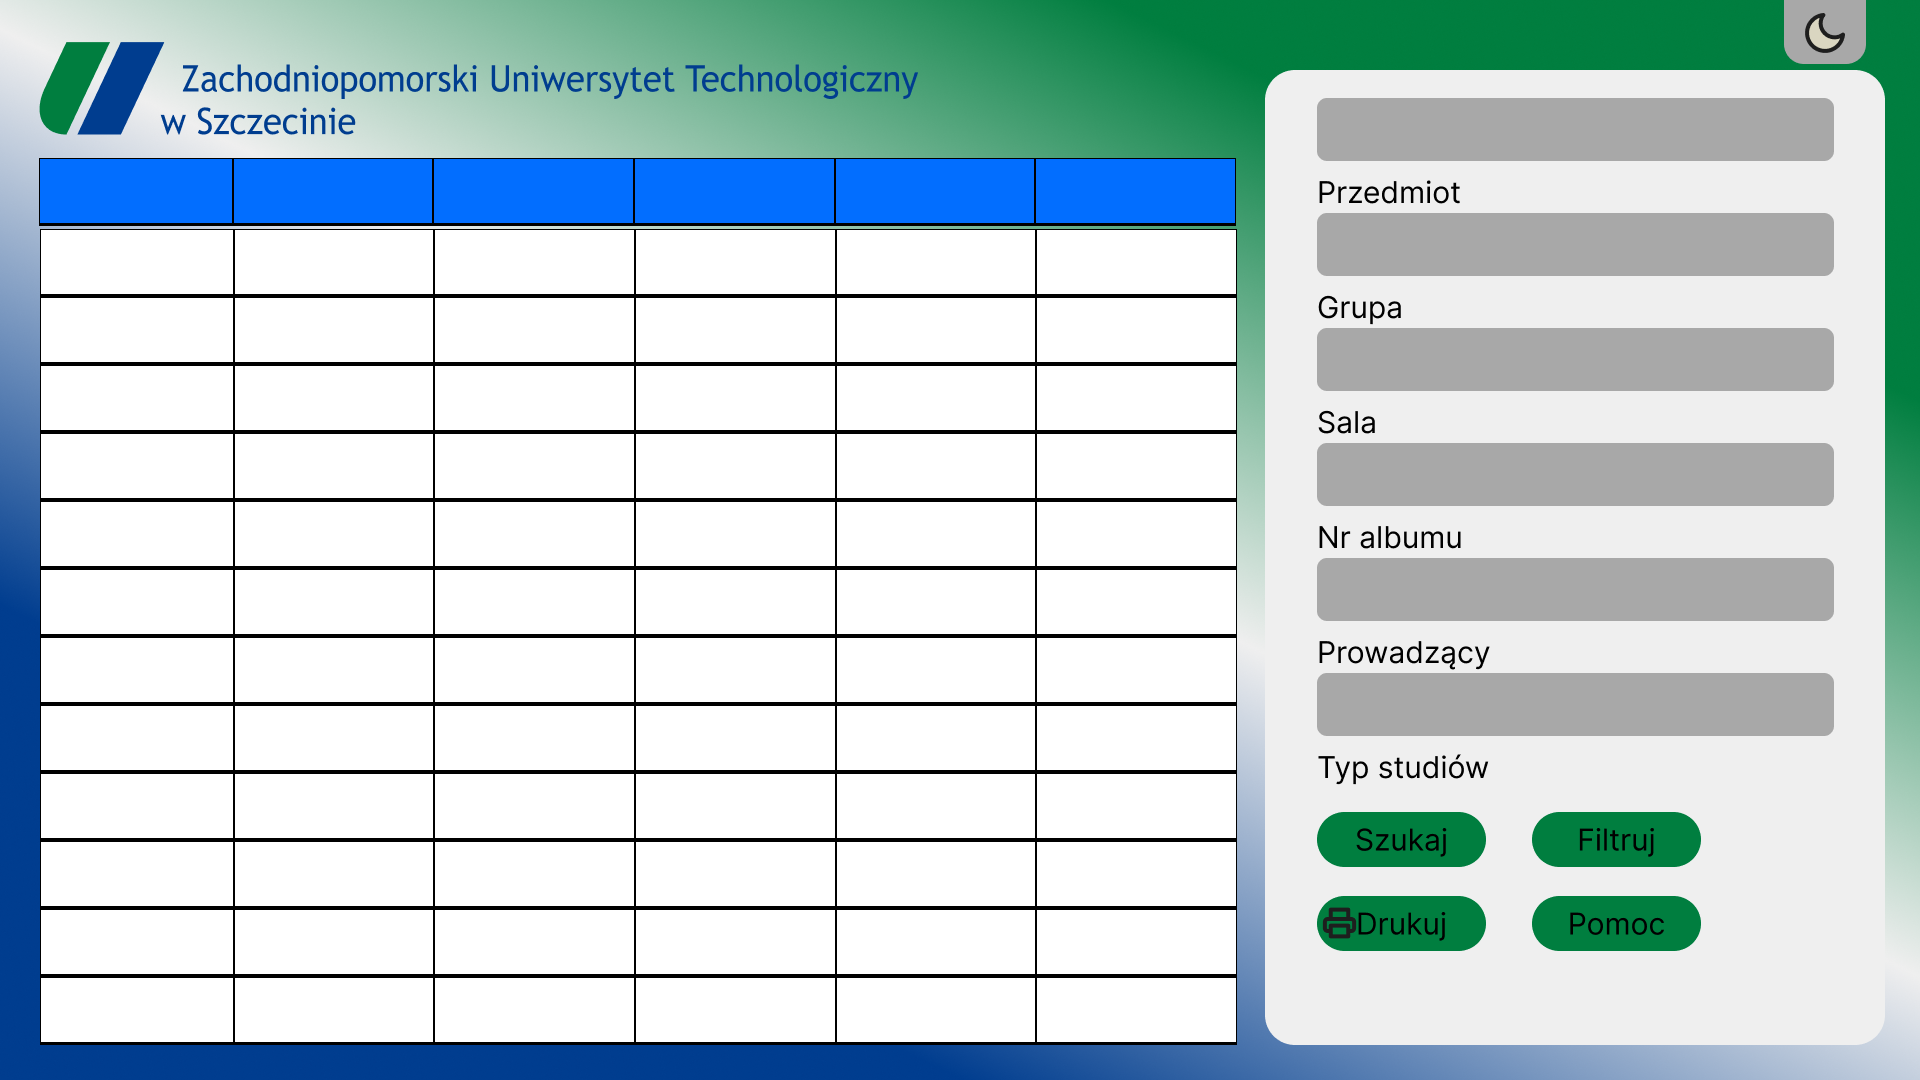 Zachodniopomorski Uniwersytet Technologiczny
w Szczecinie
Przedmiot
Grupa
Sala
Nr albumu
Prowadzący
Typ studiów
Szukaj
Filtruj
Drukuj
Pomoc